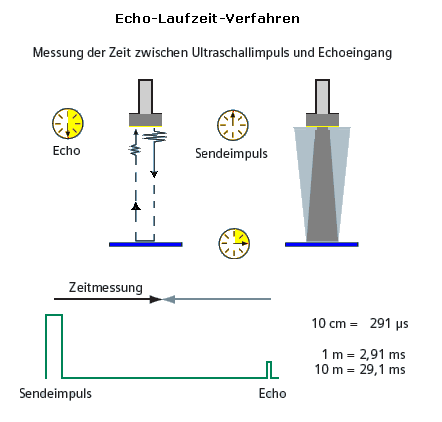 Echo-Laufzeit-Verfahren
Messung der Zeit zwischen Ultraschallimpuls und Echoeingang
Echo
Sendeimpuls
Zeitmessung
10 cm = 291 µs
1 m = 2,91 ms
10 m = 29,1 ms
Sendeimpuls
Echo